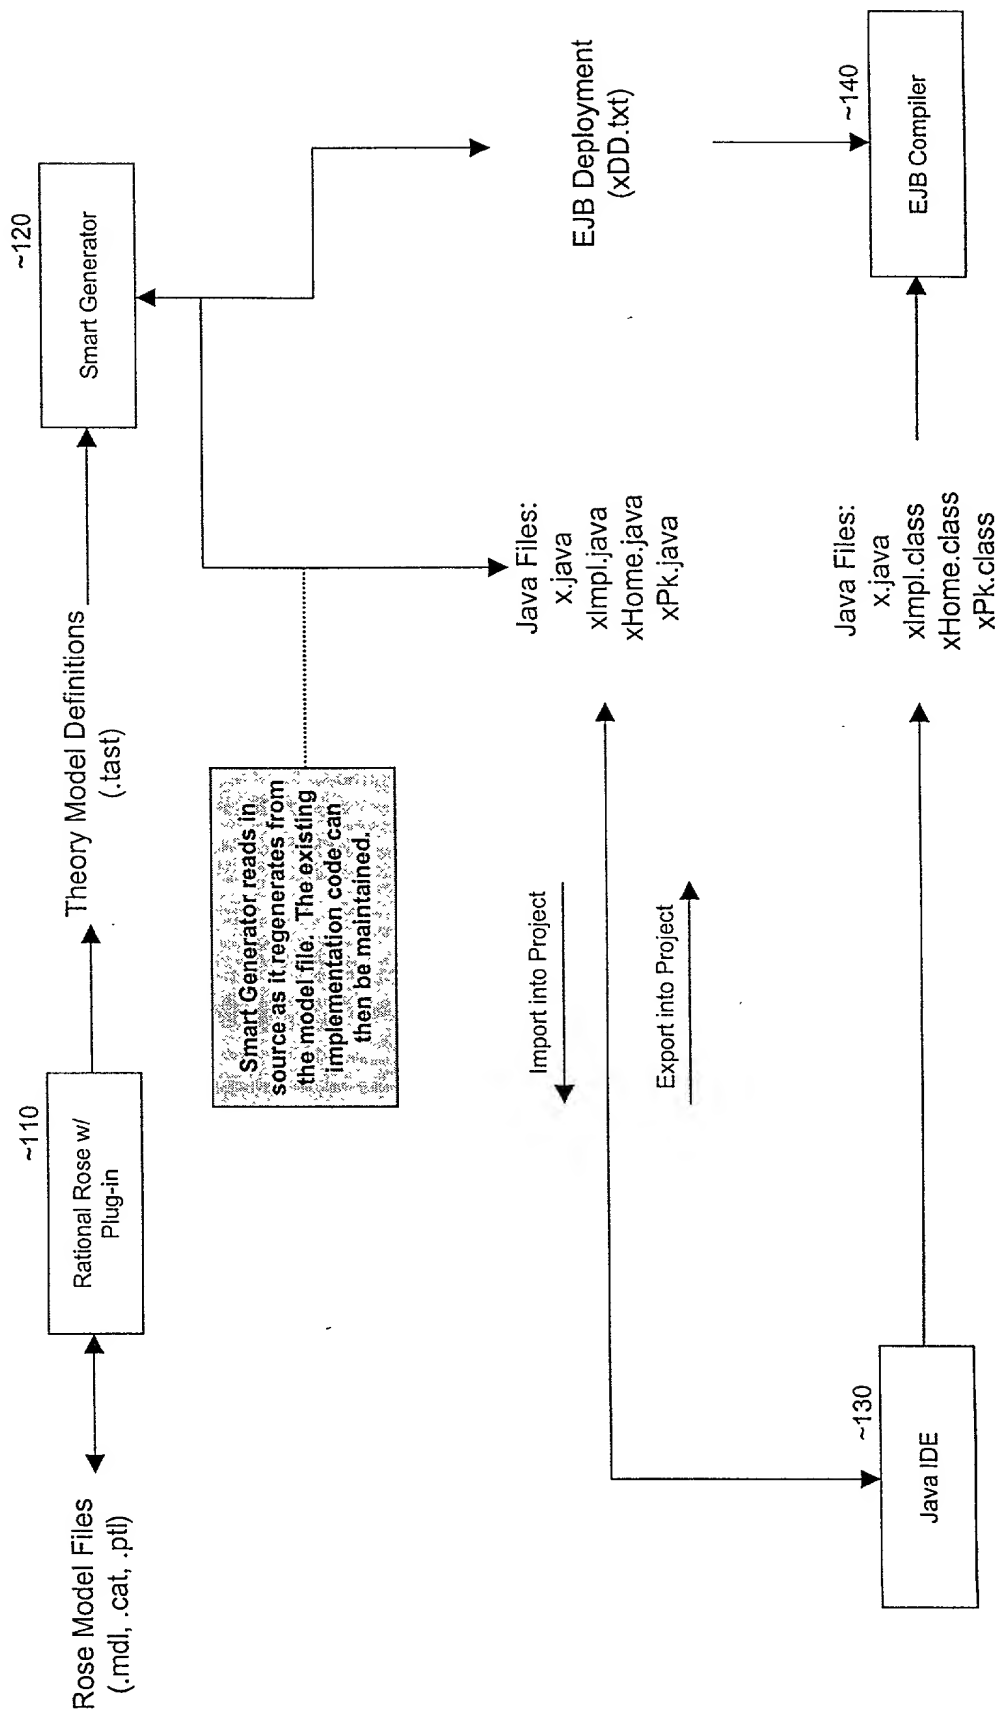 Rose Model Files
(.mdl, .cat, .ptl)
~110
Rational Rose w/
Plug-in
Theory Model Definitions
(.tast)
~120
Smart Generator
Smart Generator reads in
source as it regenerates from
the model file. The existing
implementation code can
then be maintained.
Java Files:
x.java
xImpl.java
xHome.java
xPk.java
EJB Deployment
(xDD.txt)
Import into Project
Export into Project
~130
Java IDE
Java Files:
x.java
xImpl.class
xHome.class
xPk.class
~140
EJB Compiler